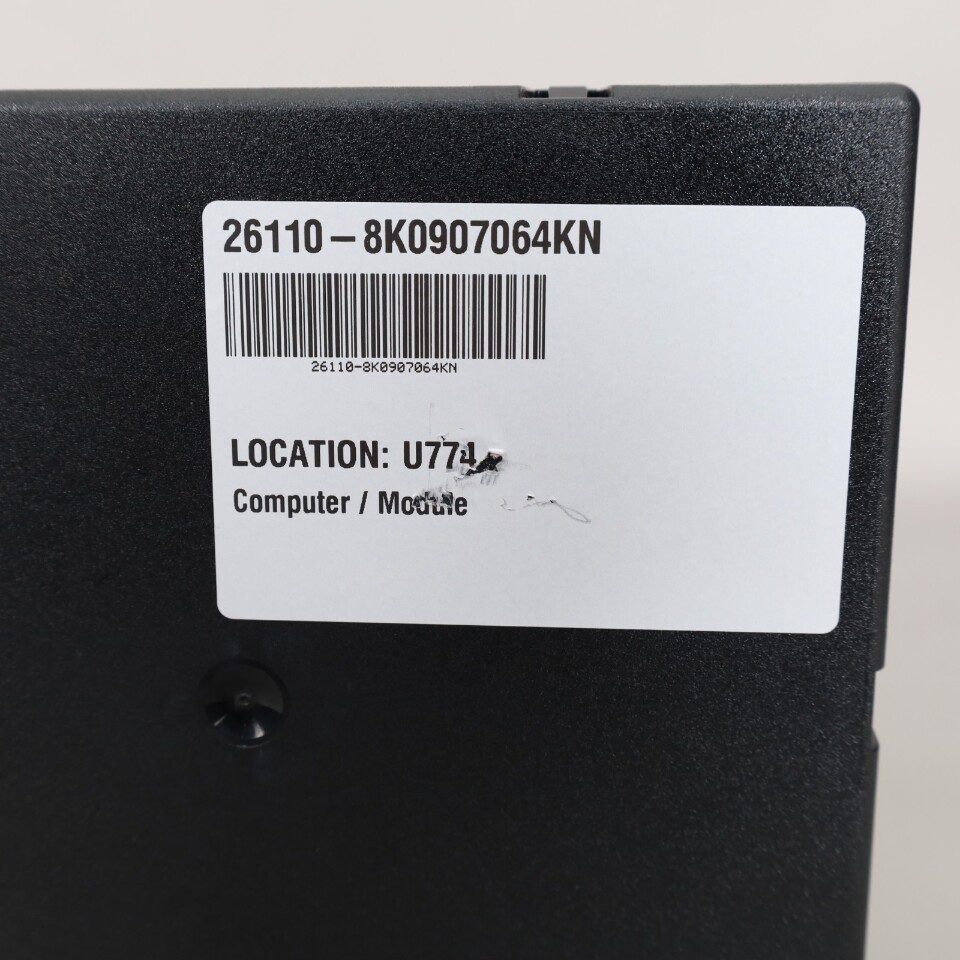 26110 – 8K0907064KN
26110-8K0907064KN
LOCATION: U774
Computer / Module